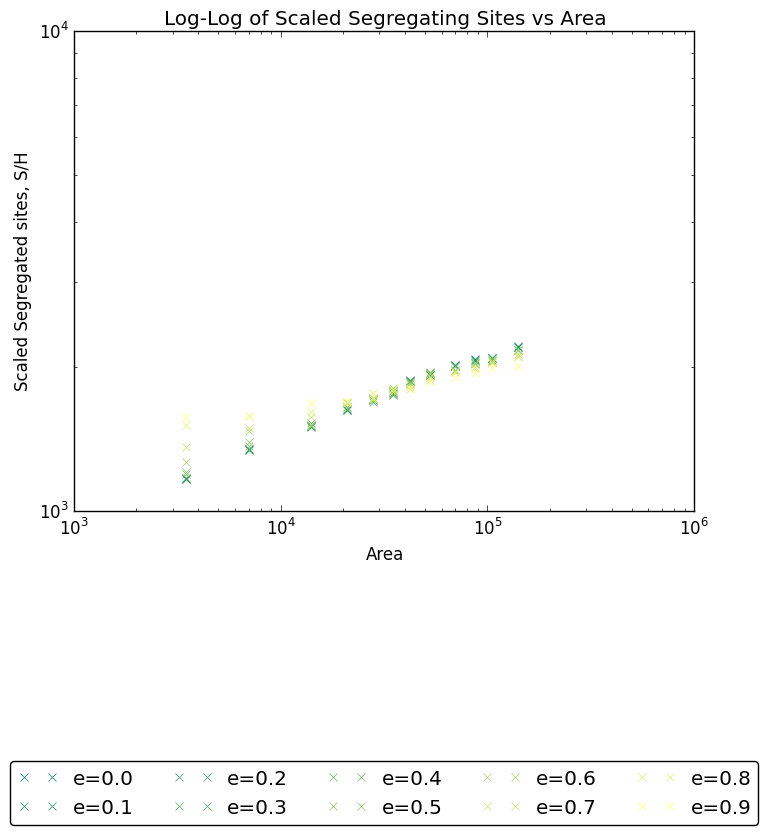 Log-Log of Scaled Segregating Sites vs Area
10^4
Scaled Segregated sites, S/H
10^3
10^3 10^4 10^5 10^6
Area
e=0.0 e=0.2 e=0.4 e=0.6 e=0.8
e=0.1 e=0.3 e=0.5 e=0.7 e=0.9